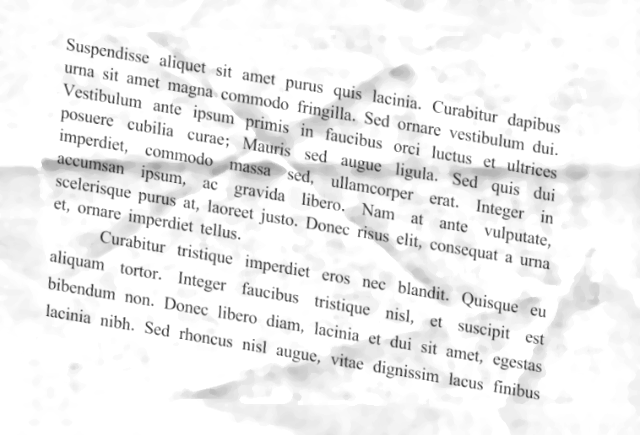 Suspendisse aliquet sit amet purus quis lacinia. Curabitur dapibus
urna sit amet magna commodo fringilla. Sed ornare vestibulum dui.
Vestibulum ante ipsum primis in faucibus orci luctus et ultrices
posuere cubilia curae; Mauris sed augue ligula. Sed quis dui
imperdiet, commodo massa sed, ullamcorper erat. Integer in
accumsan ipsum, ac gravida libero. Nam at ante vulputate,
scelerisque purus at, laoreet justo. Donec risus elit, consequat a urna
et, ornare imperdiet tellus.
Curabitur tristique imperdiet eros nec blandit. Quisque eu
aliquam tortor. Integer faucibus tristique nisl, et suscipit est
bibendum non. Donec libero diam, lacinia et dui sit amet, egestas
lacinia nibh. Sed rhoncus nisl augue, vitae dignissim lacus finibus